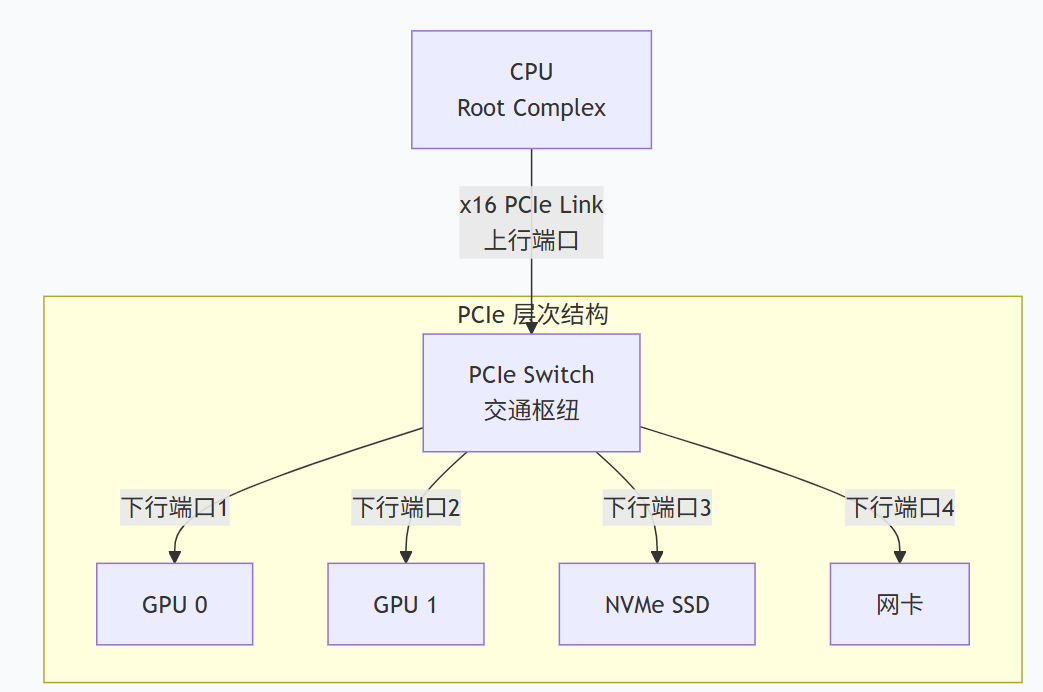 CPU
Root Complex
x16 PCIe Link
上行端口
PCIe 层次结构
PCIe Switch
交通枢纽
下行端口1
下行端口2
下行端口3
下行端口4
GPU 0
GPU 1
NVMe SSD
网卡